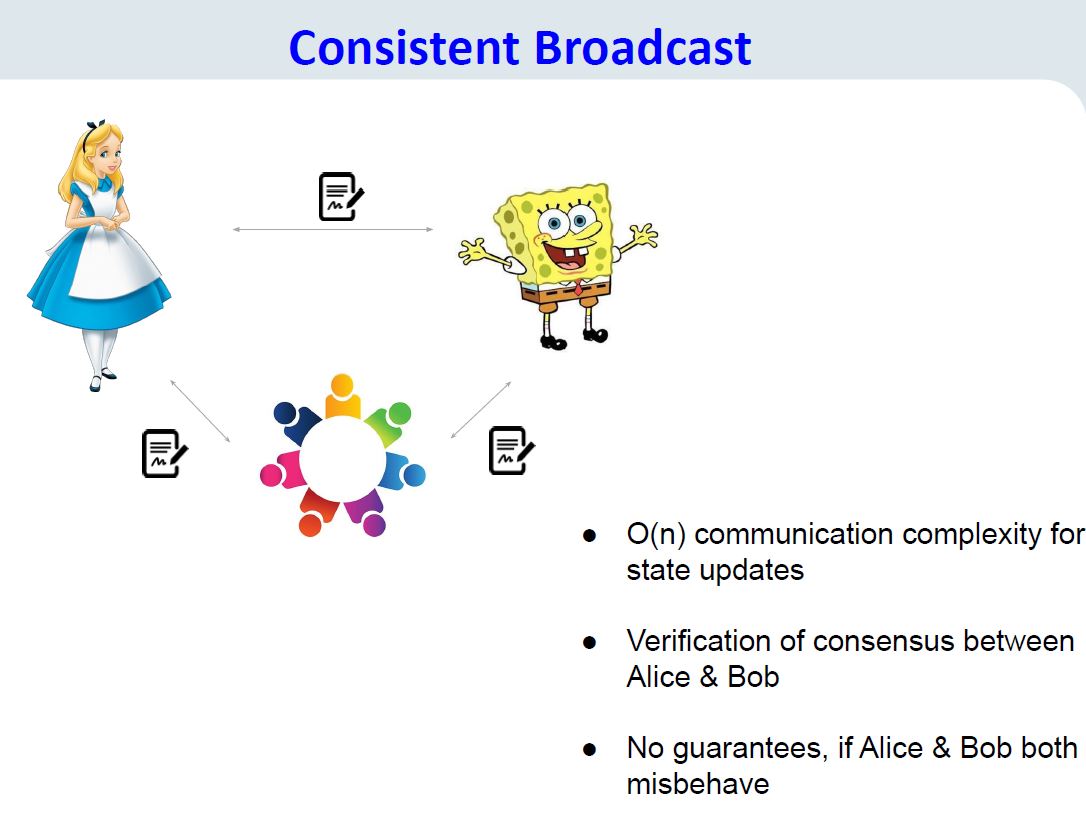 Consistent Broadcast
● O(n) communication complexity for
state updates
● Verification of consensus between
Alice & Bob
● No guarantees, if Alice & Bob both
misbehave